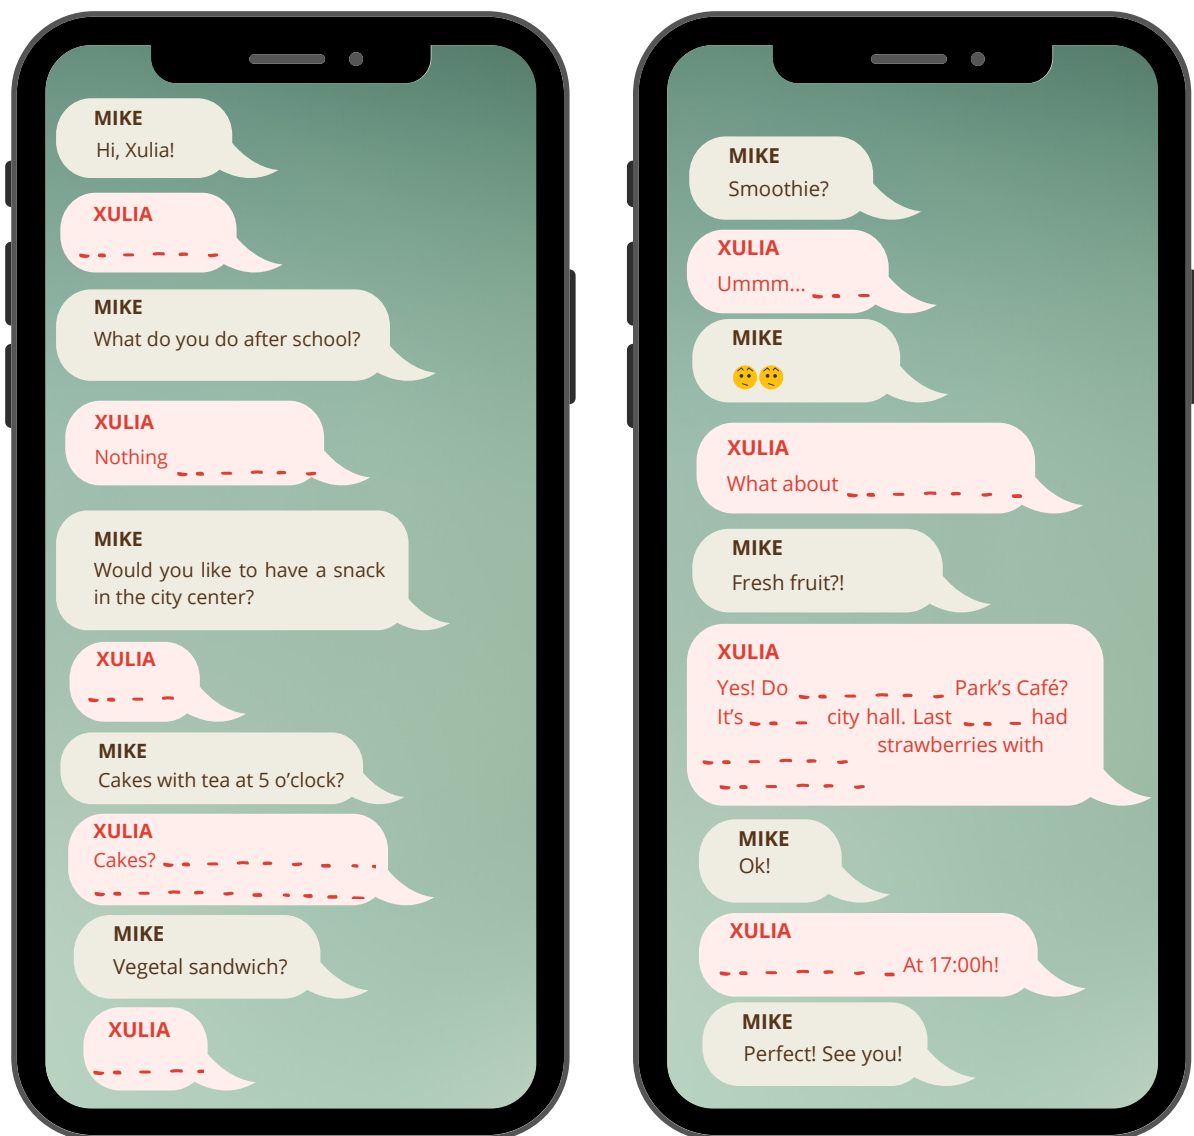 MIKE
Hi, Xulia!
XULIA
MIKE
What do you do after school?
XULIA
Nothing
MIKE
Would you like to have a snack
in the city center?
XULIA
MIKE
Cakes with tea at 5 o’clock?
XULIA
Cakes?
MIKE
Vegetal sandwich?
XULIA
MIKE
Smoothie?
XULIA
Ummm...
MIKE
XULIA
What about
MIKE
Fresh fruit?!
XULIA
Yes! Do Park’s Café?
It’s city hall. Last had
strawberries with
MIKE
Ok!
XULIA
At 17:00h!
MIKE
Perfect! See you!